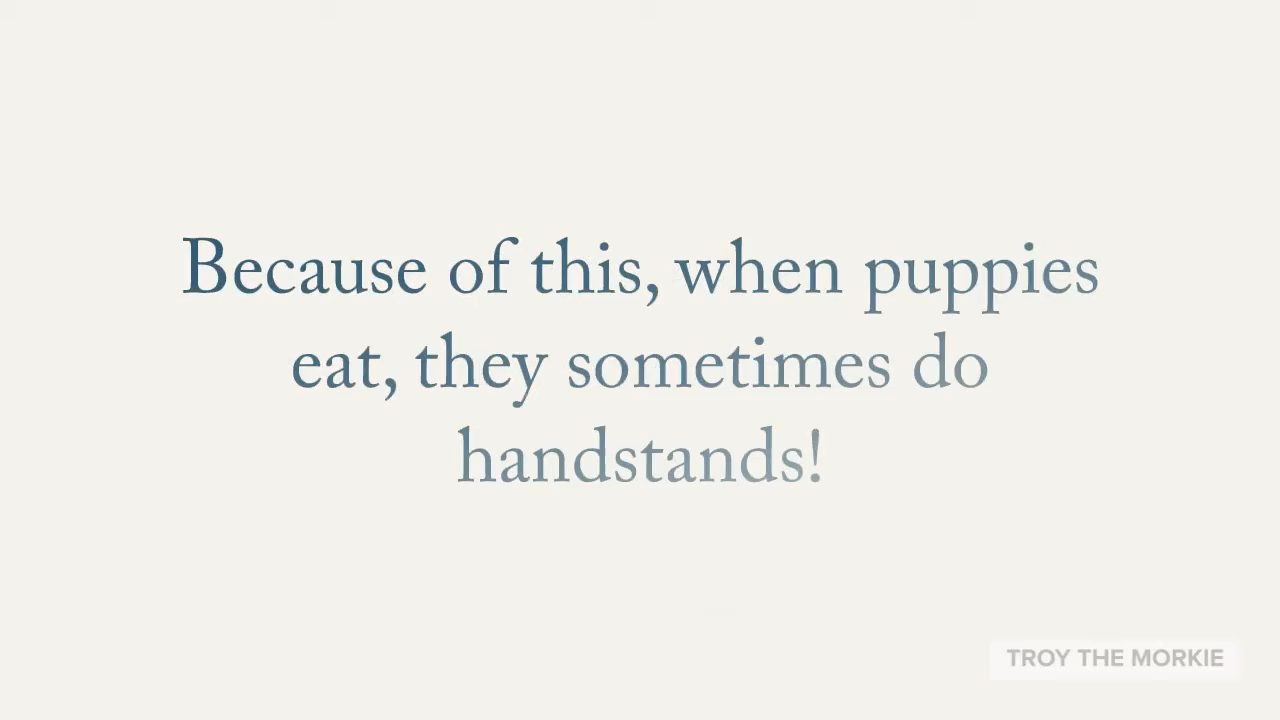 Because of this, when puppies
eat, they sometimes do
handstands!
TROY THE MORKIE